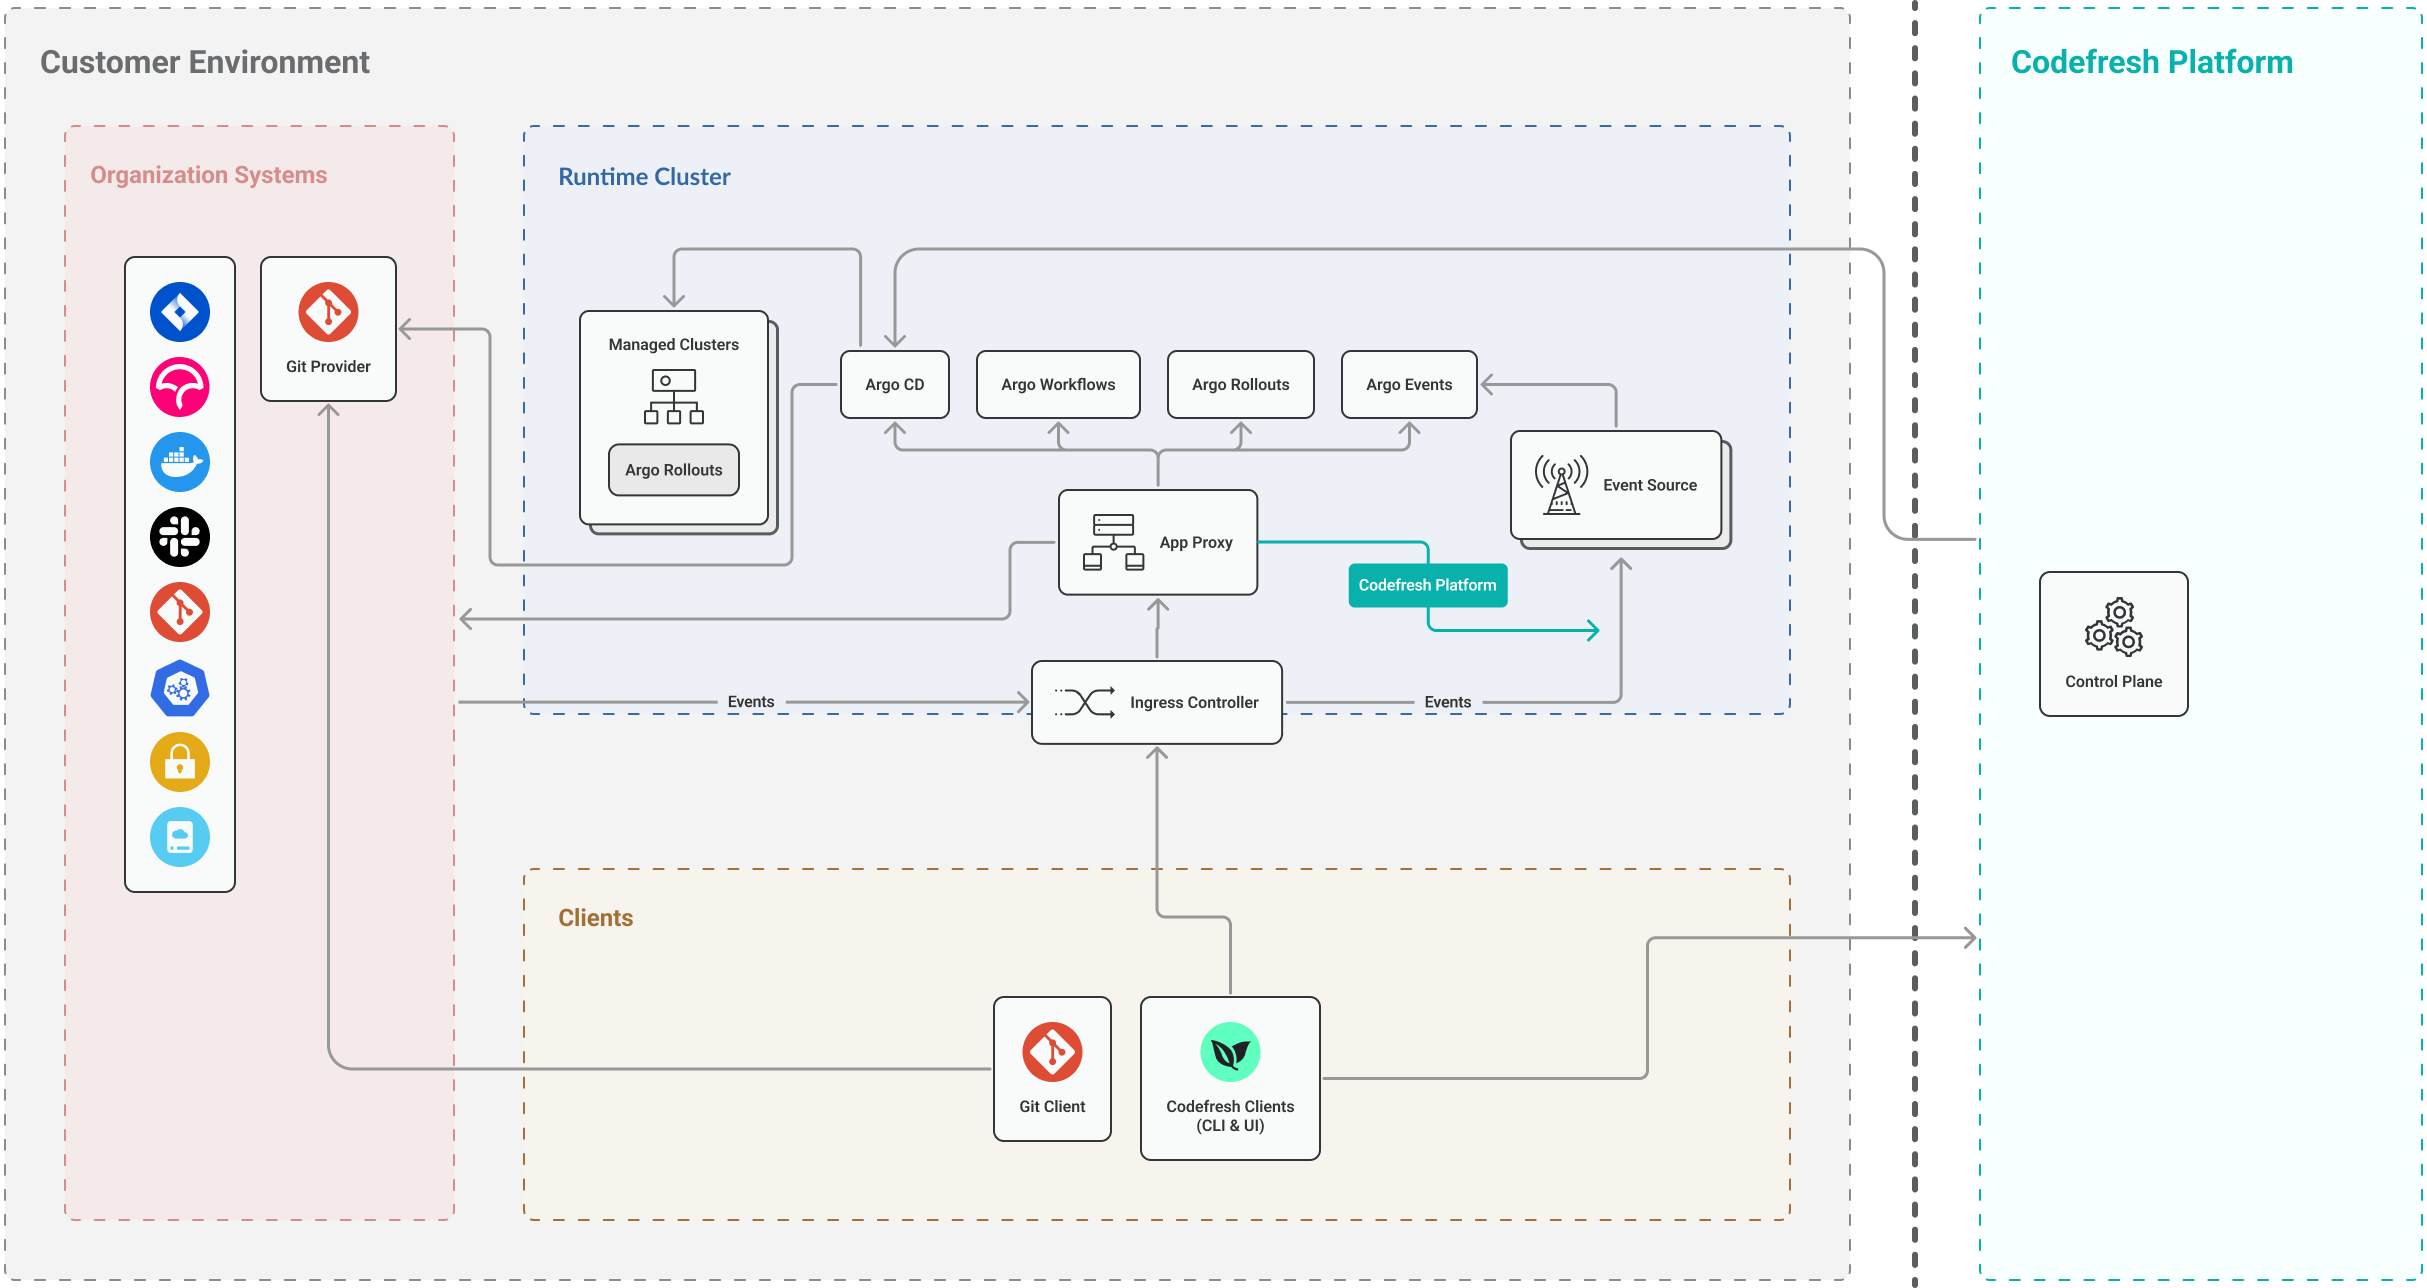 Customer Environment
Codefresh Platform
Organization Systems
Runtime Cluster
Git Provider
Managed Clusters
Argo Rollouts
Argo CD
Argo Workflows
Argo Rollouts
Argo Events
Event Source
App Proxy
Codefresh Platform
Control Plane
Events
Ingress Controller
Events
Clients
Git Client
Codefresh Clients
(CLI & UI)